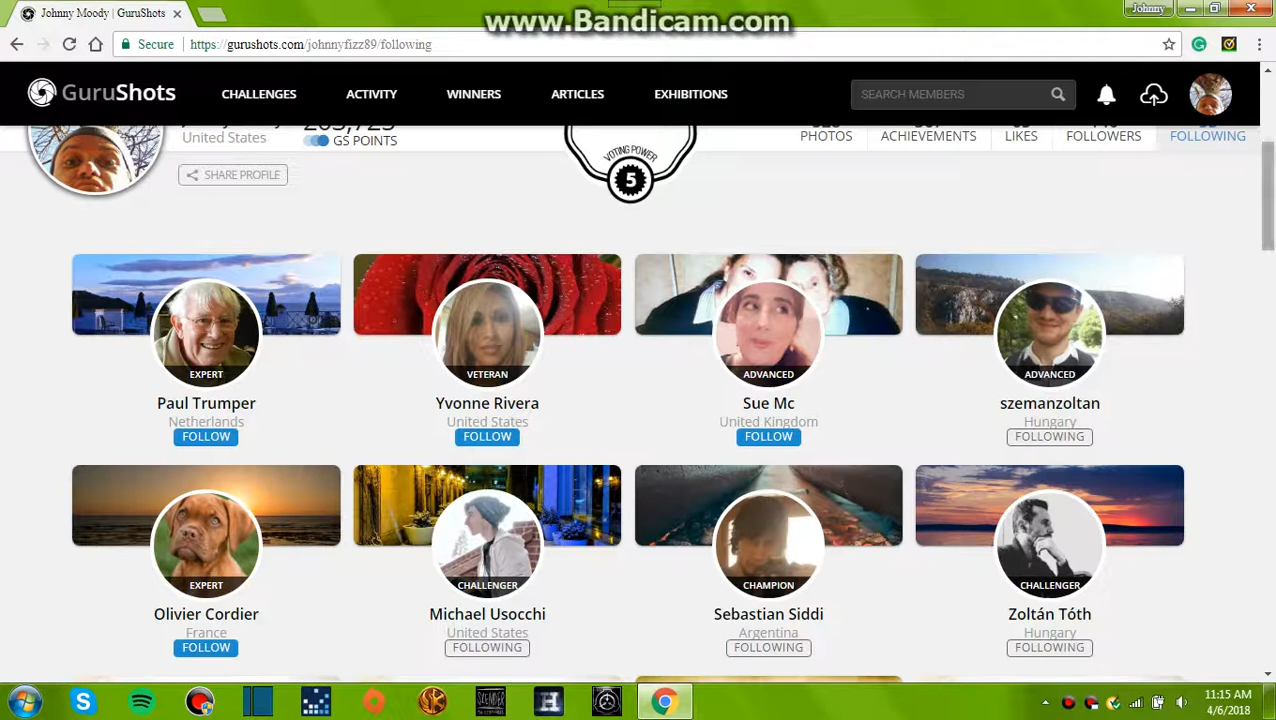 Johnny Moody | GuruShots
www.Bandicam.com
Johnny
Secure https://gurushots.com/johnnyfizz89/following
GuruShots CHALLENGES ACTIVITY WINNERS ARTICLES EXHIBITIONS SEARCH MEMBERS
United States
GS POINTS
SHARE PROFILE
VOTING POWER
5
PHOTOS ACHIEVEMENTS LIKES FOLLOWERS FOLLOWING
EXPERT VETERAN ADVANCED ADVANCED
Paul Trumper Yvonne Rivera Sue Mc szemanzoltan
Netherlands United States United Kingdom Hungary
FOLLOW FOLLOW FOLLOW FOLLOWING
EXPERT CHALLENGER CHAMPION CHALLENGER
Olivier Cordier Michael Usocchi Sebastian Siddi Zoltán Tóth
France United States Argentina Hungary
FOLLOW FOLLOWING FOLLOWING FOLLOWING
11:15 AM
4/6/2018